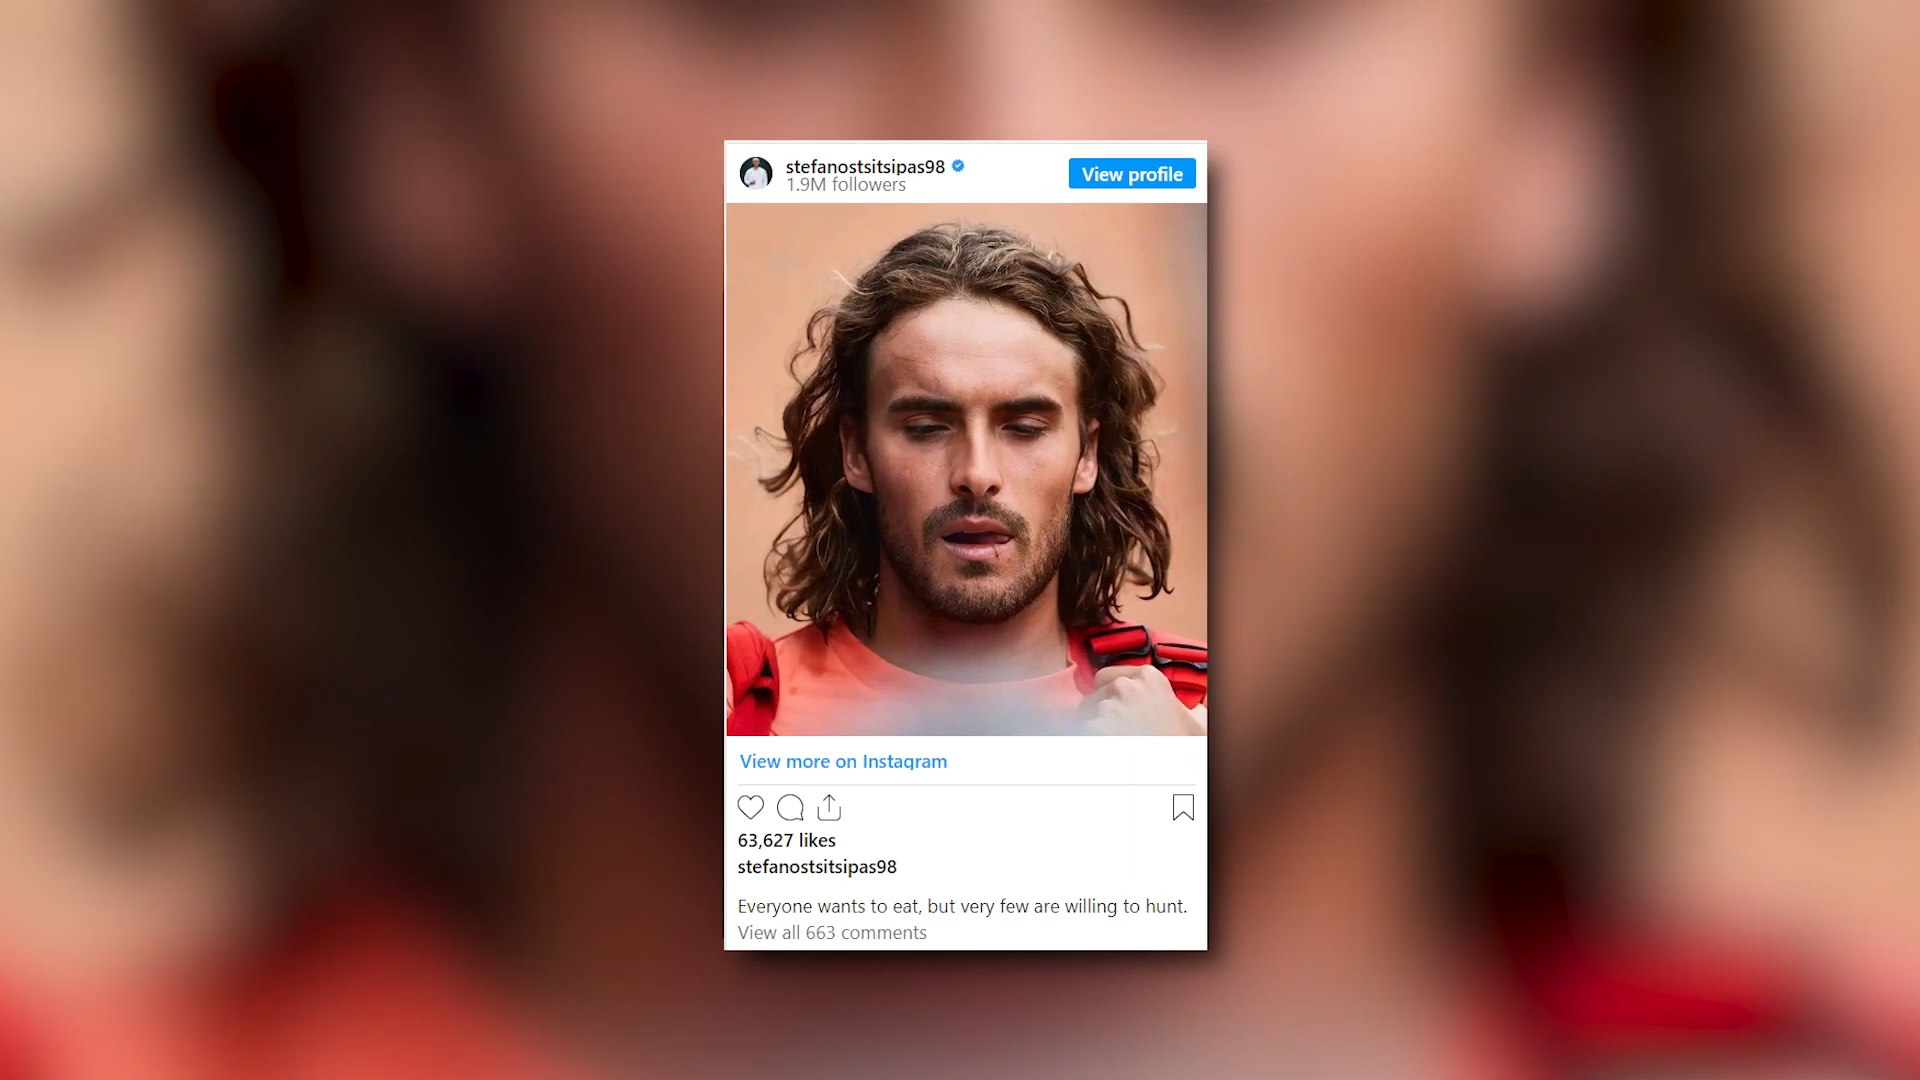 stefanostsitsipas98
1.9M followers
View profile
View more on Instagram
63,627 likes
stefanostsitsipas98
Everyone wants to eat, but very few are willing to hunt.
View all 663 comments